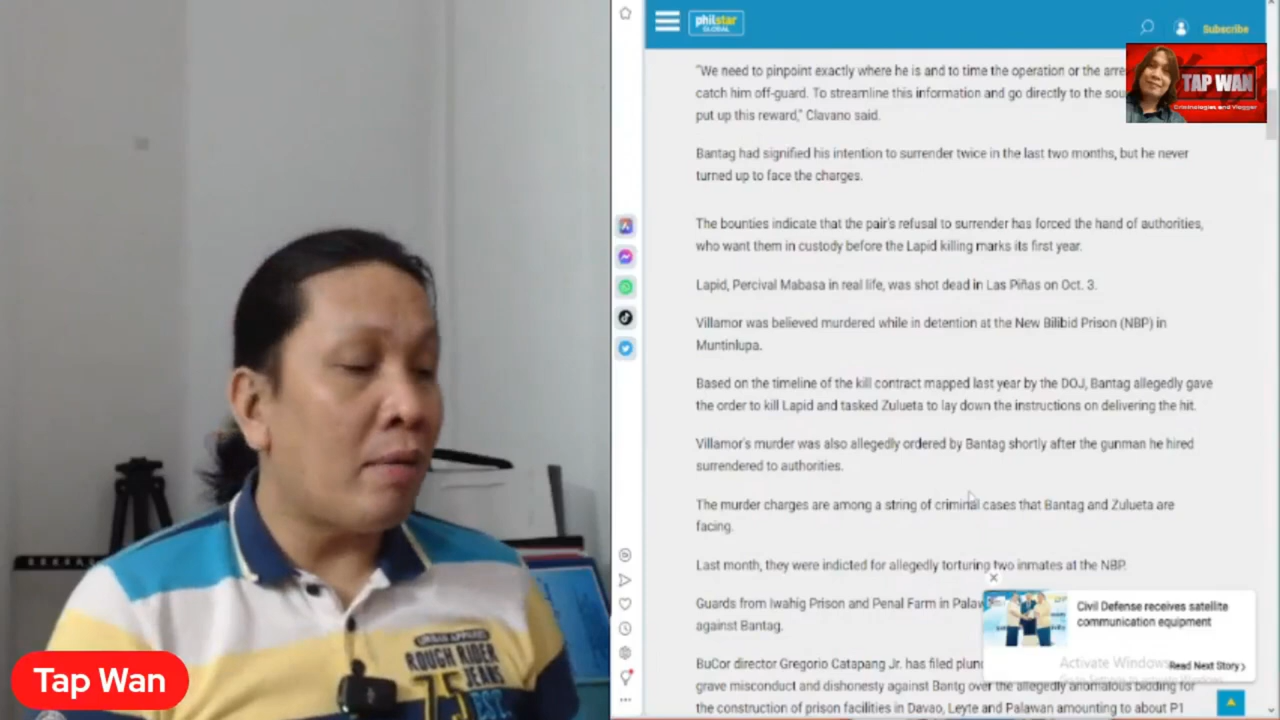 philstar
GLOBAL
Subscribe
TAP WAN
Criminologist and Vlogger
"We need to pinpoint exactly where he is and to time the operation or the
catch him off-guard. To streamline this information and go directly to the
put up this reward," Clavano said.
Bantag had signified his intention to surrender twice in the last two months, but he never
turned up to face the charges.
The bounties indicate that the pair's refusal to surrender has forced the hand of authorities,
who want them in custody before the Lapid killing marks its first year.
Lapid, Percival Mabasa in real life, was shot dead in Las Piñas on Oct. 3.
Villamor was believed murdered while in detention at the New Bilibid Prison (NBP) in
Muntinlupa.
Based on the timeline of the kill contract mapped last year by the DOJ, Bantag allegedly gave
the order to kill Lapid and tasked Zulueta to lay down the instructions on delivering the hit.
Villamor's murder was also allegedly ordered by Bantag shortly after the gunman he hired
surrendered to authorities.
The murder charges are among a string of criminal cases that Bantag and Zulueta are
facing.
Last month, they were indicted for allegedly torturing two inmates at the NBP.
Guards from Iwahig Prison and Penal Farm in
against Bantag.
BuCor director Gregorio Catapang Jr. has filed
grave misconduct and dishonesty against Bantg over the allegedly anomalous bidding for
the construction of prison facilities in Davao, Leyte and Palawan amounting to about P1
Civil Defense receives satellite
communication equipment
Activate Windows
Read Next Story
Tap Wan
ROUGH RIDER
JEANS
75